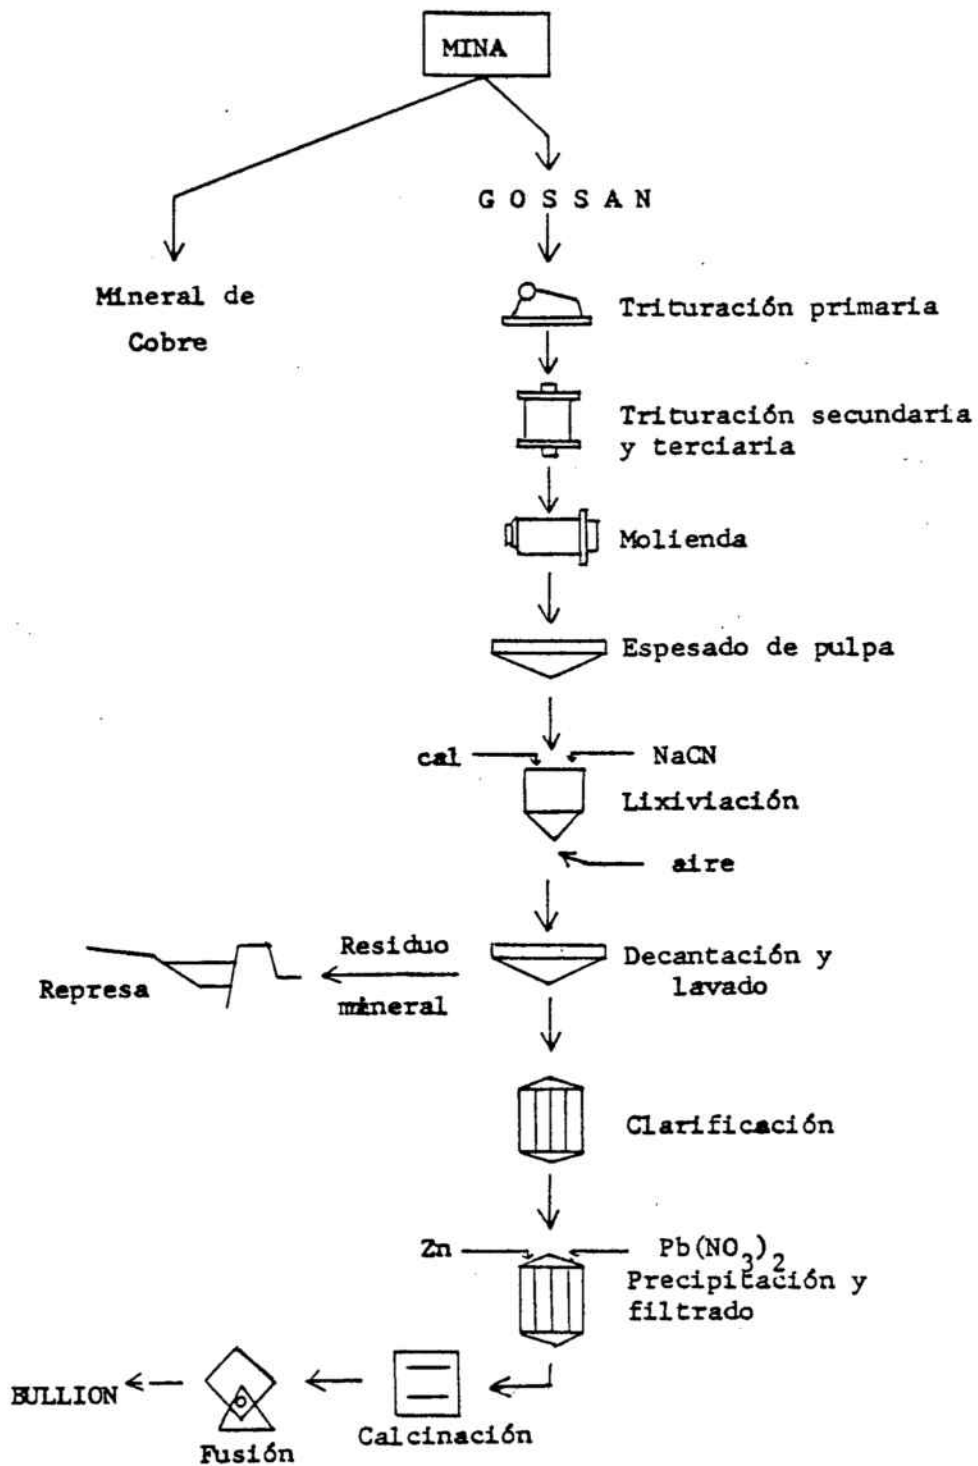 MINA
G O S S A N
Mineral de
Cobre
Trituración primaria
Trituración secundaria
y terciaria
Molienda
Espesado de pulpa
cal
NaCN
Lixiviación
aire
Decantación y
lavado
Residuo
mineral
Represa
Clarificación
Zn
Pb(NO3)2
Precipitación y
filtrado
Calcinación
Fusión
BULLION